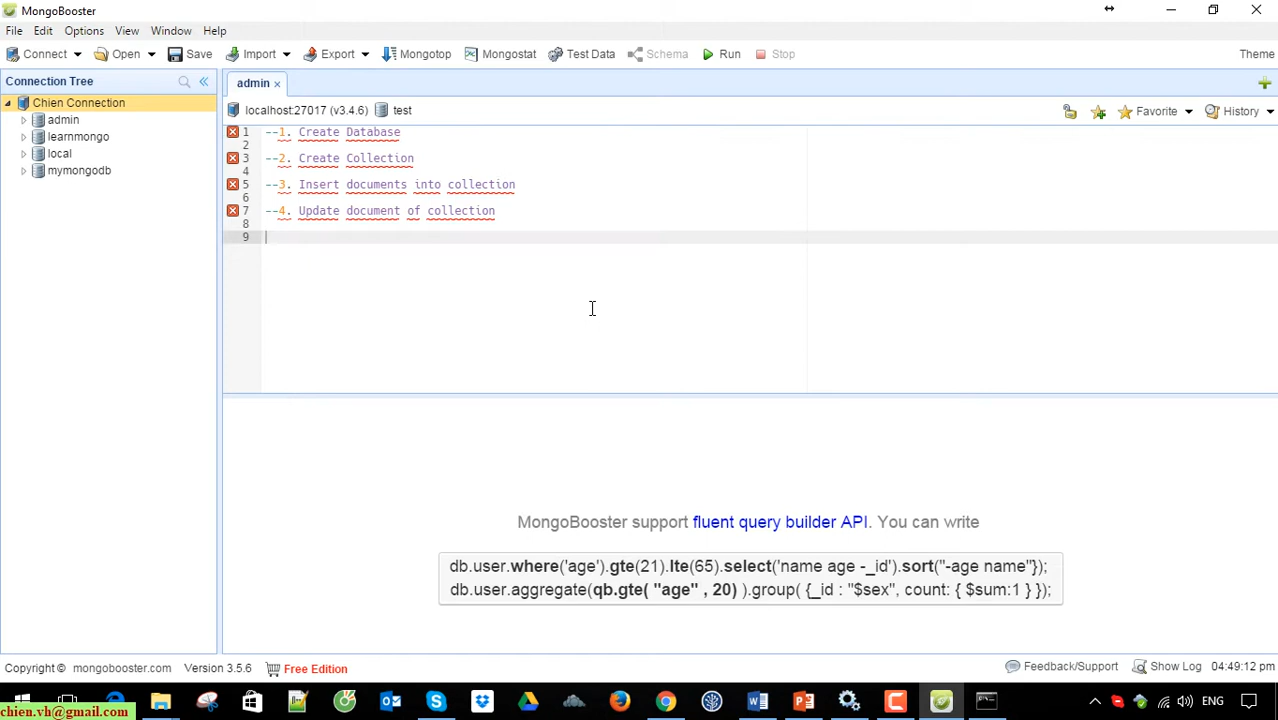 MongoBooster
File Edit Options View Window Help
Connect Open Save Import Export Mongotop Mongostat Test Data Schema Run Stop Theme
Connection Tree
admin
Chien Connection
admin
learnmongo
local
mymongodb
localhost:27017 (v3.4.6) test Favorite History
1 --1. Create Database
2
3 --2. Create Collection
4
5 --3. Insert documents into collection
6
7 --4. Update document of collection
8
9
MongoBooster support fluent query builder API. You can write
db.user.where('age').gte(21).lte(65).select('name age -_id').sort("-age name"});
db.user.aggregate(qb.gte( "age" , 20) ).group( {_id : "$sex", count: { $sum:1 } });
Copyright © mongobooster.com Version 3.5.6 Free Edition Feedback/Support Show Log 04:49:12 pm
ENG
chien.vh@gmail.com